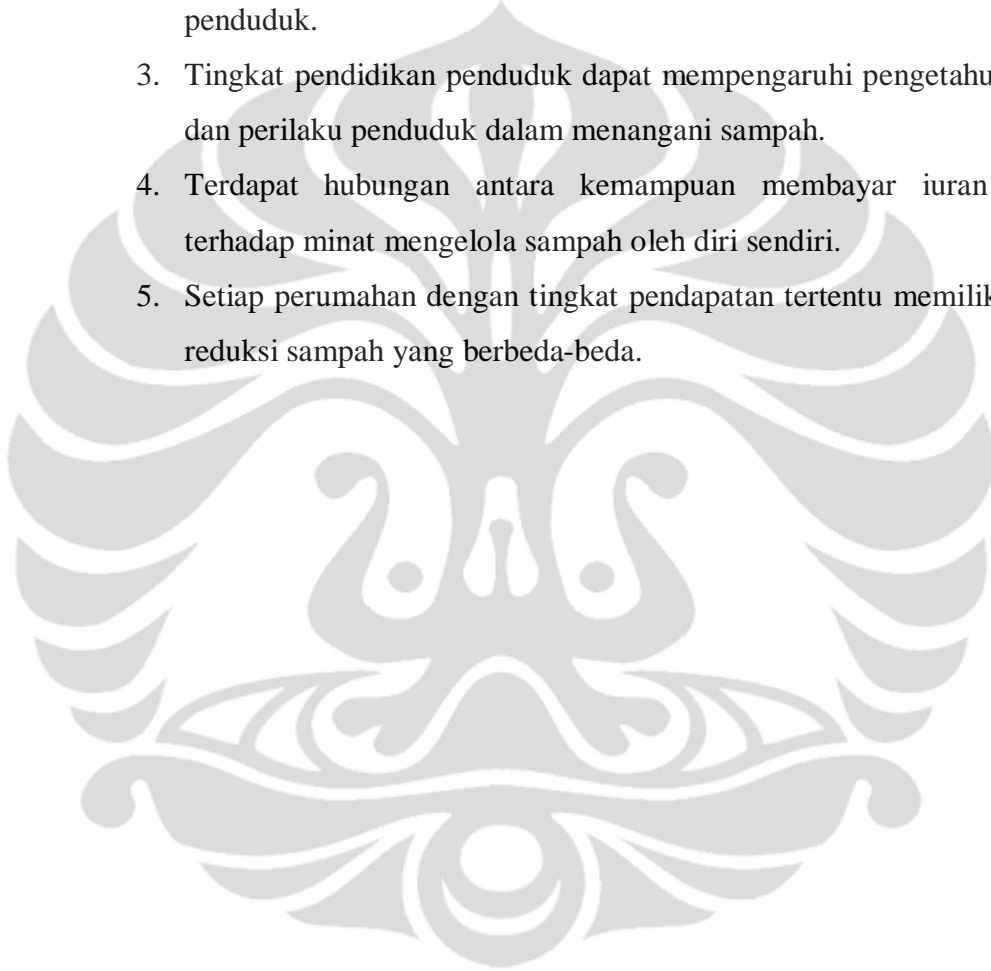 penduduk.
3. Tingkat pendidikan penduduk dapat mempengaruhi
dan perilaku penduduk dalam menangani sampah.
4. Terdapat hubungan antara kemampuan membayar iuran
terhadap minat mengelola sampah oleh diri sendiri.
5. Setiap perumahan dengan tingkat pendapatan tertentu
reduksi sampah yang berbeda-beda.